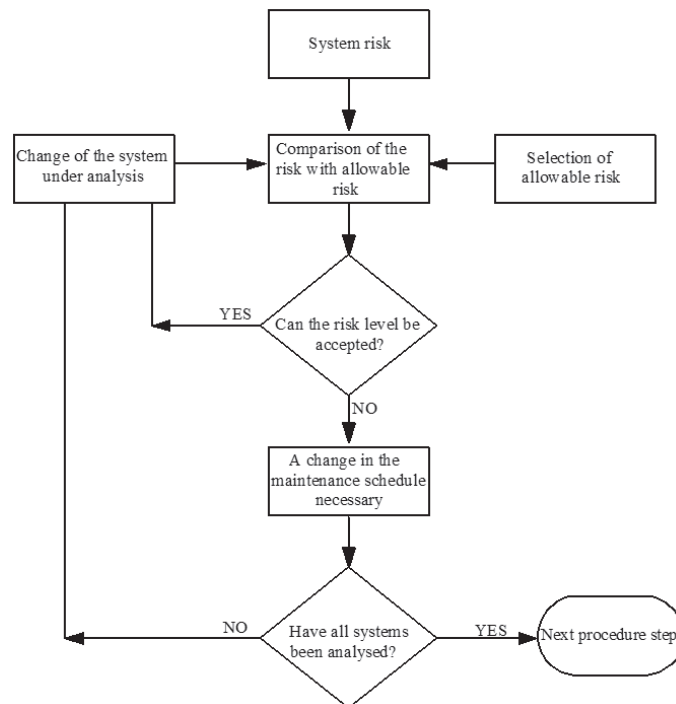 System risk
Change of the system
under analysis
Comparison of the
risk with allowable
risk
Selection of
allowable risk
YES
Can the risk level be
accepted?
NO
A change in the
maintenance schedule
necessary
NO
Have all systems
been analysed?
YES
Next procedure step